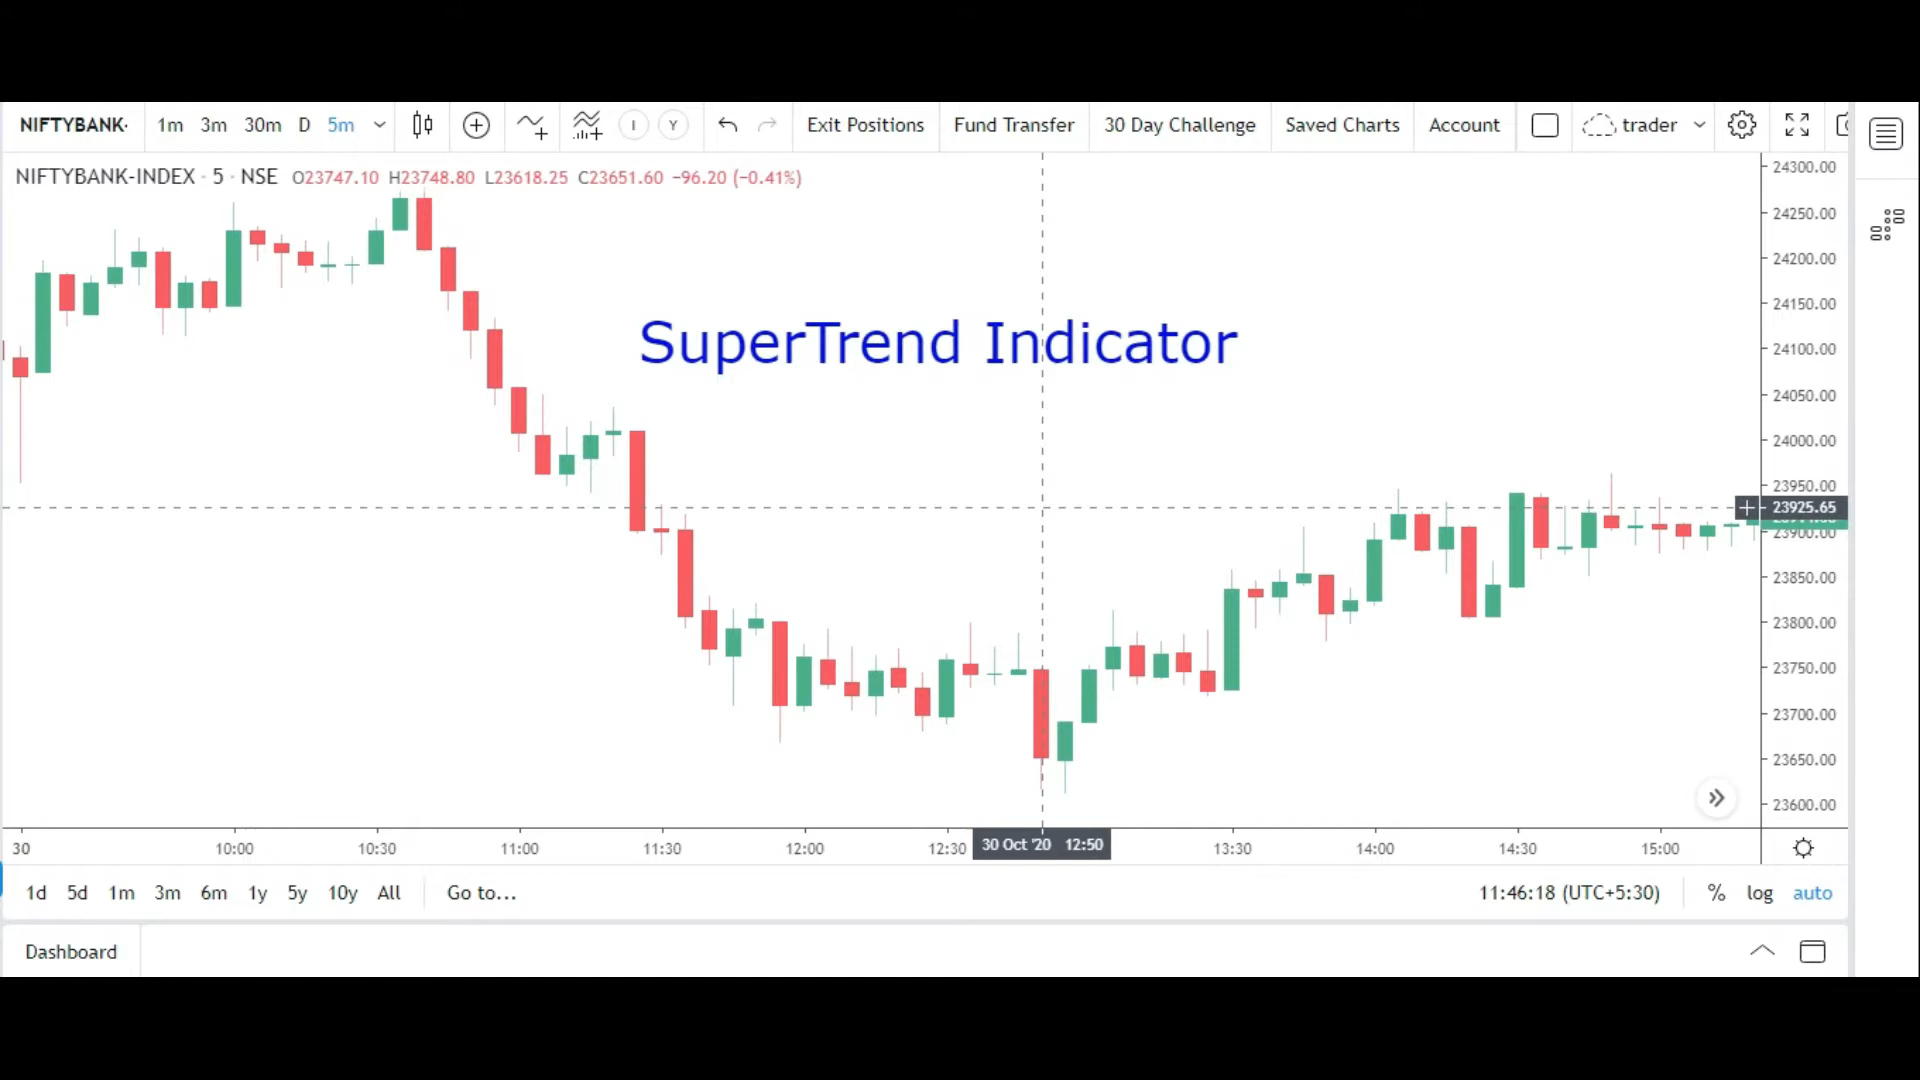 NIFTYBANK· 1m 3m 30m D 5m I Y Exit Positions Fund Transfer 30 Day Challenge Saved Charts Account trader
NIFTYBANK-INDEX · 5 · NSE O23747.10 H23748.80 L23618.25 C23651.60 −96.20 (−0.41%)
SuperTrend Indicator
24300.00
24250.00
24200.00
24150.00
24100.00
24050.00
24000.00
23950.00
23925.65
23900.00
23850.00
23800.00
23750.00
23700.00
23650.00
23600.00
30 10:00 10:30 11:00 11:30 12:00 12:30 30 Oct '20 12:50 13:30 14:00 14:30 15:00
1d 5d 1m 3m 6m 1y 5y 10y All Go to... 11:46:18 (UTC+5:30) % log auto
Dashboard